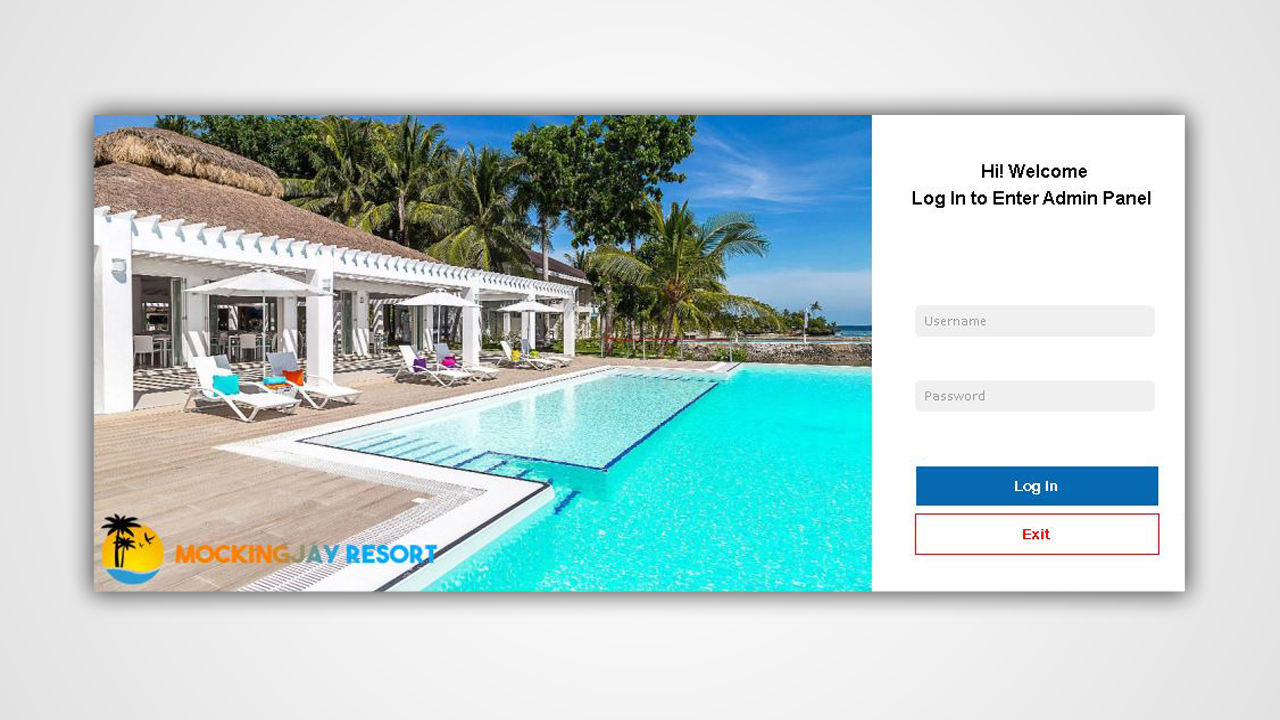 Hi! Welcome
Log In to Enter Admin Panel
Username
Password
Log In
Exit
MOCKINGJAY RESORT